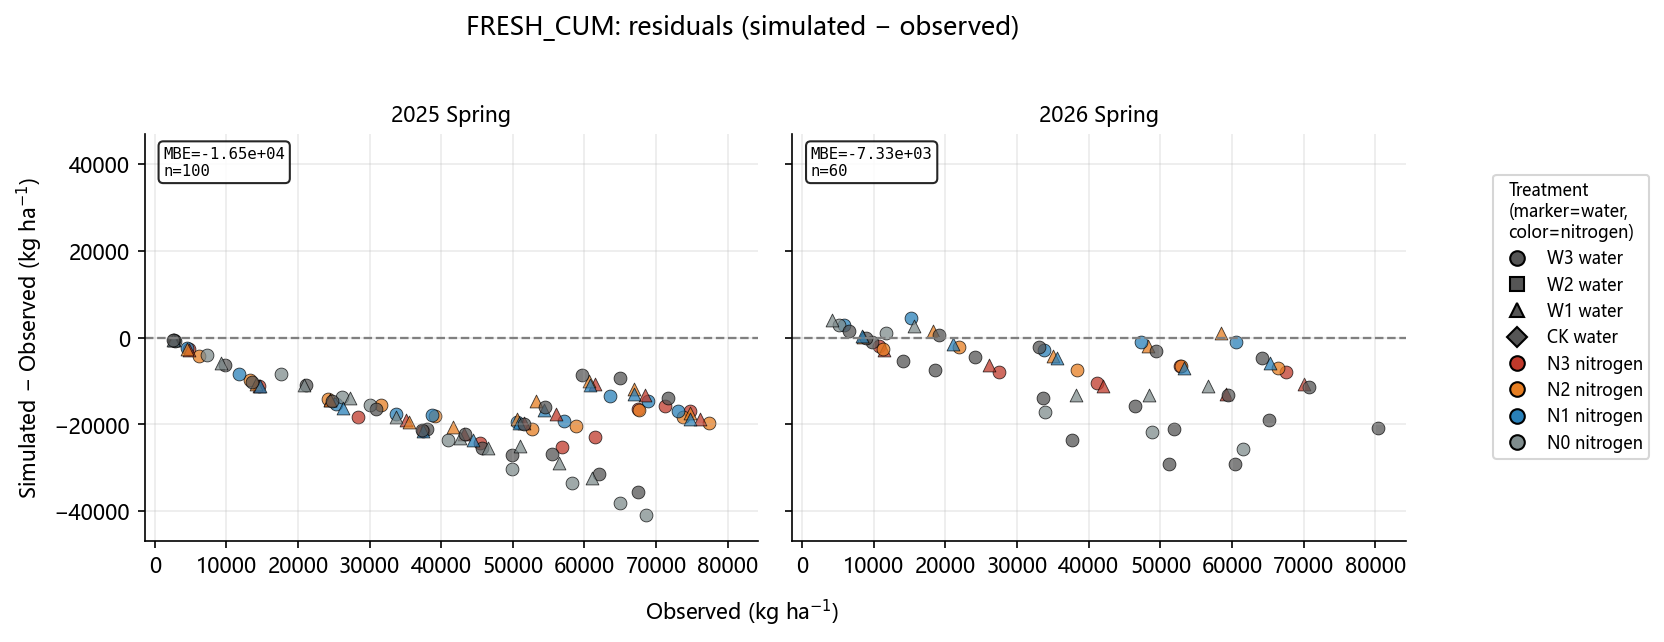 FRESH_CUM: residuals (simulated − observed)
2025 Spring
2026 Spring
MBE=-1.65e+04
n=100
MBE=-7.33e+03
n=60
40000
20000
0
−20000
−40000
Simulated − Observed (kg ha⁻¹)
0 10000 20000 30000 40000 50000 60000 70000 80000
0 10000 20000 30000 40000 50000 60000 70000 80000
Observed (kg ha⁻¹)
Treatment
(marker=water,
color=nitrogen)
W3 water
W2 water
W1 water
CK water
N3 nitrogen
N2 nitrogen
N1 nitrogen
N0 nitrogen